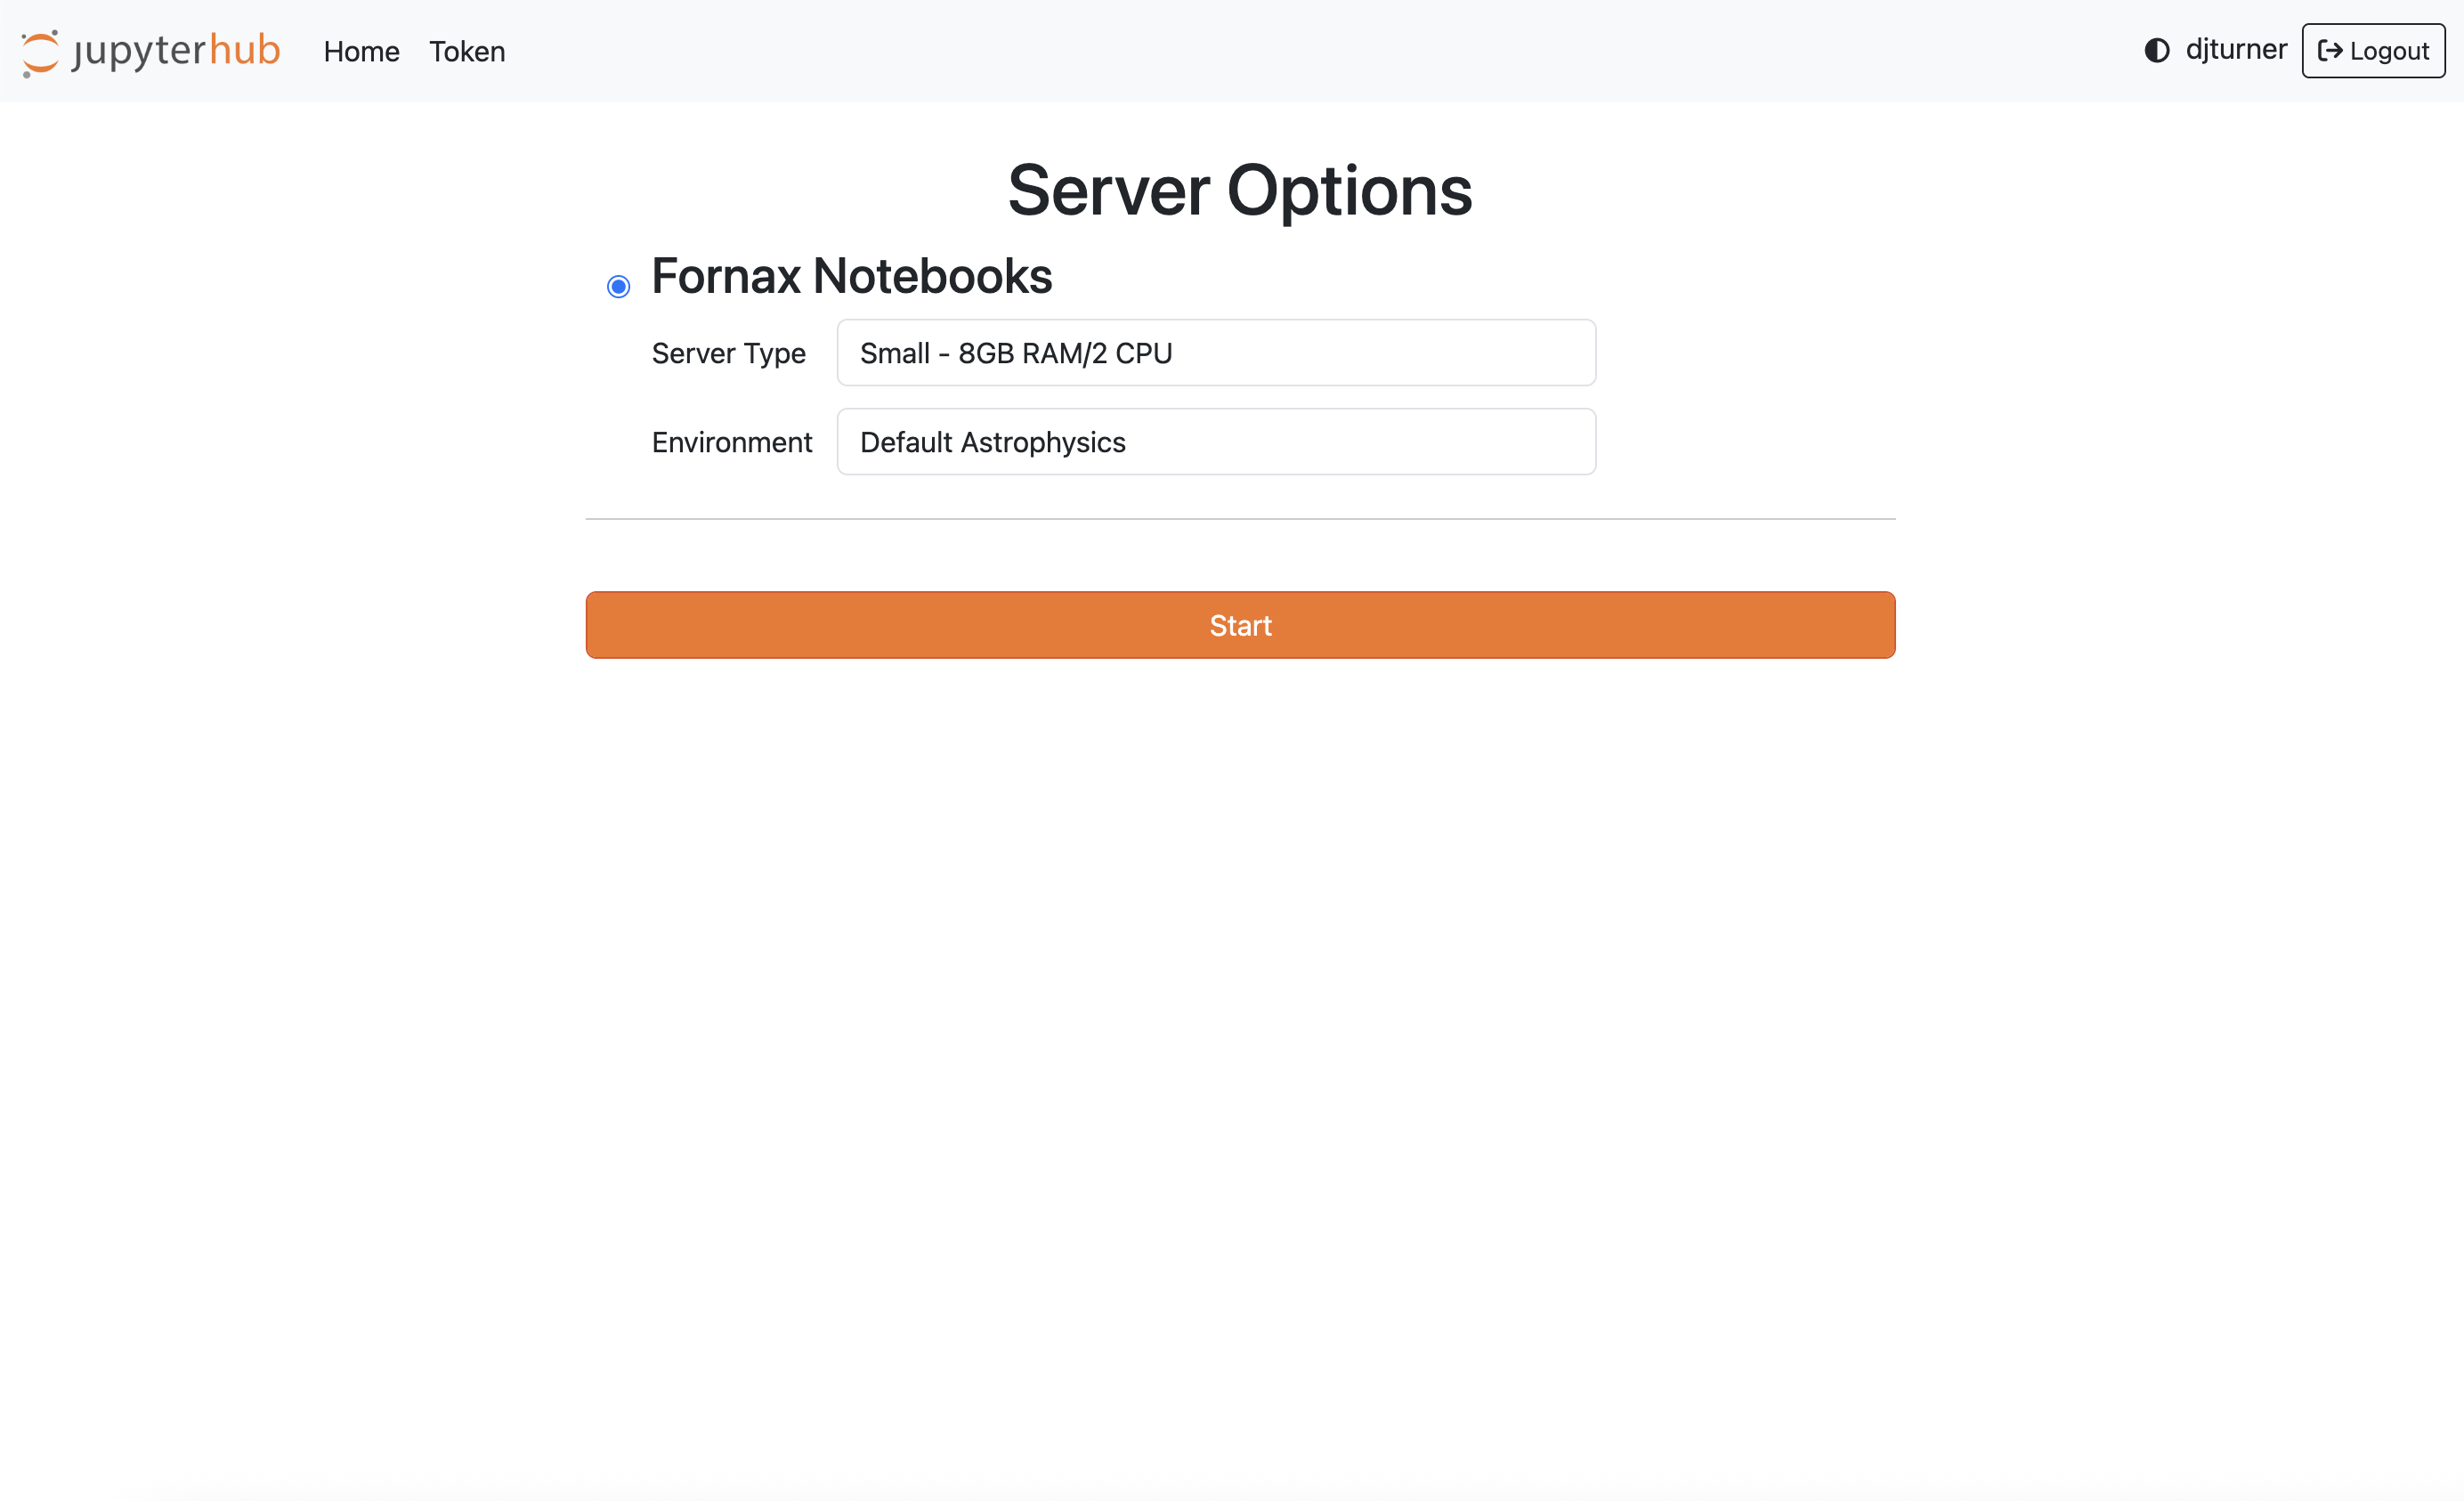 jupyterhub Home Token djturner Logout
Server Options
Fornax Notebooks
Server Type Small - 8GB RAM/2 CPU
Environment Default Astrophysics
Start